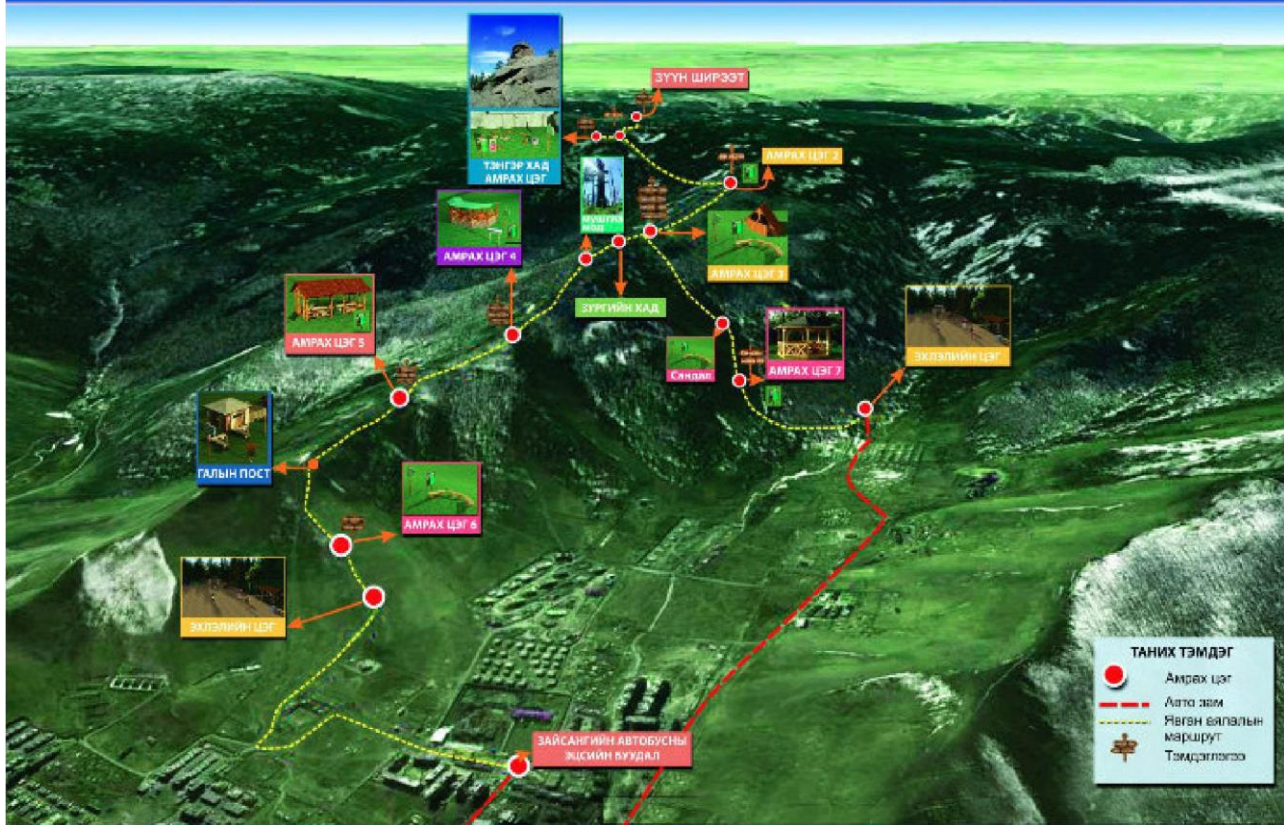 ЗҮҮН ШИРЭЭТ
ТЭНГЭР ХАД
АМРАХ ЦЭГ
АМРАХ ЦЭГ 2
МУШГИА
МОД
АМРАХ ЦЭГ 3
АМРАХ ЦЭГ 4
ЗУРГИЙН ХАД
АМРАХ ЦЭГ 5
Сандал
АМРАХ ЦЭГ 7
ЭХЛЭЛИЙН ЦЭГ
ГАЛЫН ПОСТ
АМРАХ ЦЭГ 6
ЭХЛЭЛИЙН ЦЭГ
ЗАЙСАНГИЙН АВТОБУСНЫ
ЭЦСИЙН БУУДАЛ
ТАНИХ ТЭМДЭГ
Амрах цэг
Авто зам
Явган аялалын
маршрут
Тэмдэглэгээ